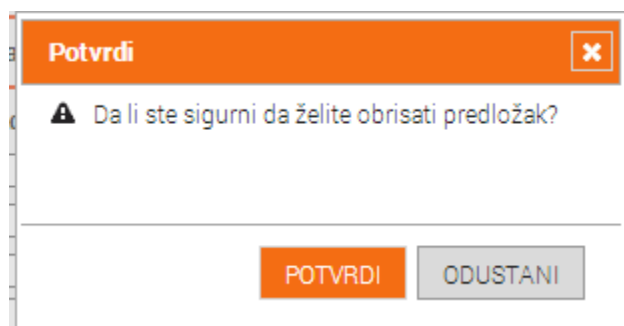 Potvrdi
Da li ste sigurni da želite obrisati predložak?
POTVRDI ODUSTANI